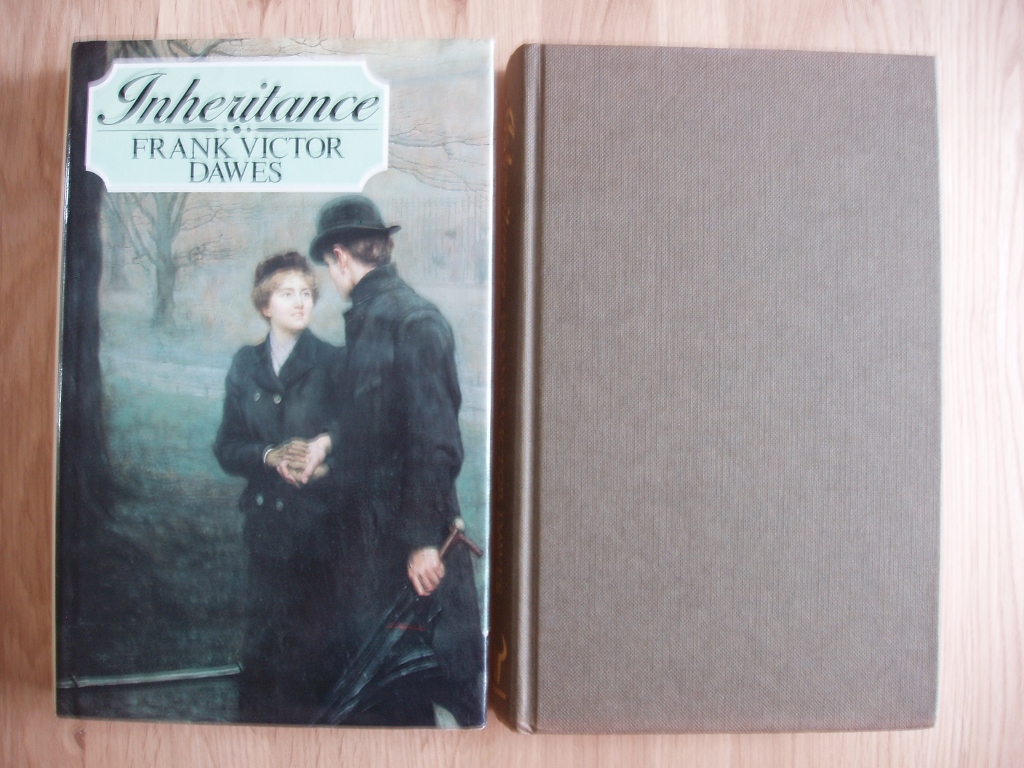 Inheritance
FRANK VICTOR
DAWES